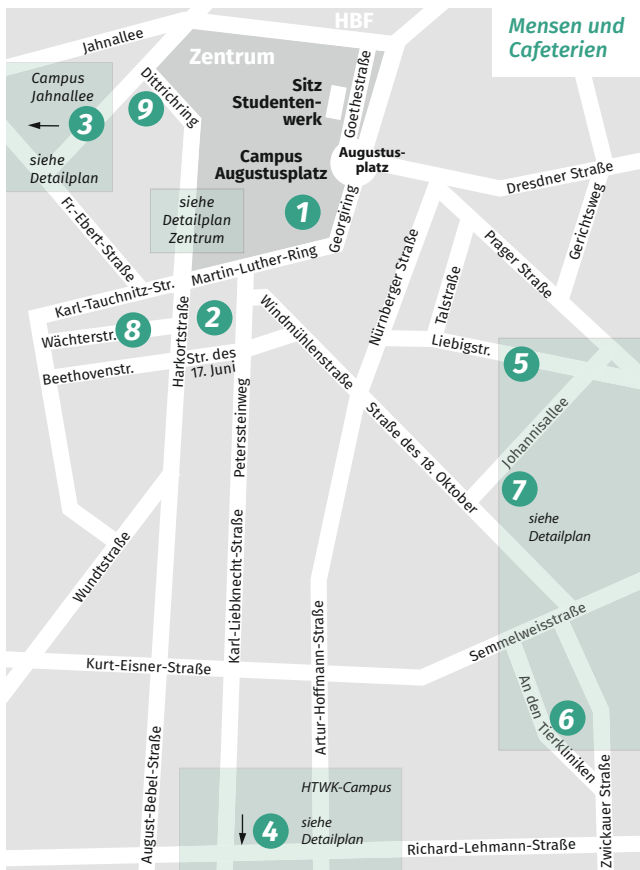 Mensen und
Cafeterien
HBF
Jahnallee
Zentrum
Campus
Jahnallee
3
siehe
Detailplan
Dittrichring
9
Sitz
Studenten-
werk
Goethestraße
Campus
Augustusplatz
Augustus-
platz
1
Georgiring
siehe
Detailplan
Zentrum
Dresdner Straße
Gerichtsweg
Prager Straße
Fr.-Ebert-Straße
Martin-Luther-Ring
Karl-Tauchnitz-Str.
Nürnberger Straße
Talstraße
Wächterstr.
8
2
Harkortstraße
Windmühlenstraße
Liebigstr.
5
Beethovenstr.
Str. des
17. Juni
Peterssteinweg
Straße des 18. Oktober
Johannisallee
7
siehe
Detailplan
Wundtstraße
Karl-Liebknecht-Straße
Artur-Hoffmann-Straße
Semmelweisstraße
Kurt-Eisner-Straße
An den Tierkliniken
6
August-Bebel-Straße
Zwickauer Straße
HTWK-Campus
4
siehe
Detailplan
Richard-Lehmann-Straße